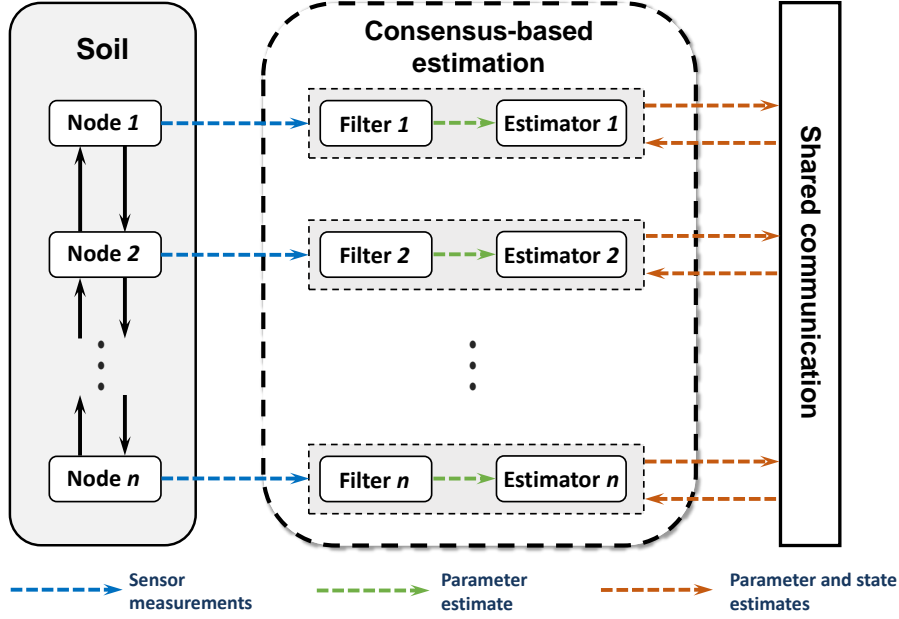 Soil
Consensus-based
estimation
Node 1
Filter 1
Estimator 1
Node 2
Filter 2
Estimator 2
Node n
Filter n
Estimator n
Shared communication
Sensor
measurements
Parameter
estimate
Parameter and state
estimates